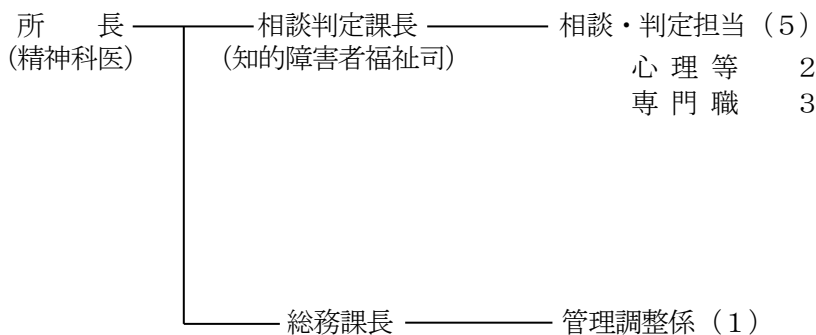 所　　長 相談判定課長 相談・判定担当（５）
(精神科医) (知的障害者福祉司) 心 理 等　２
専 門 職　３
総務課長 管理調整係（１）